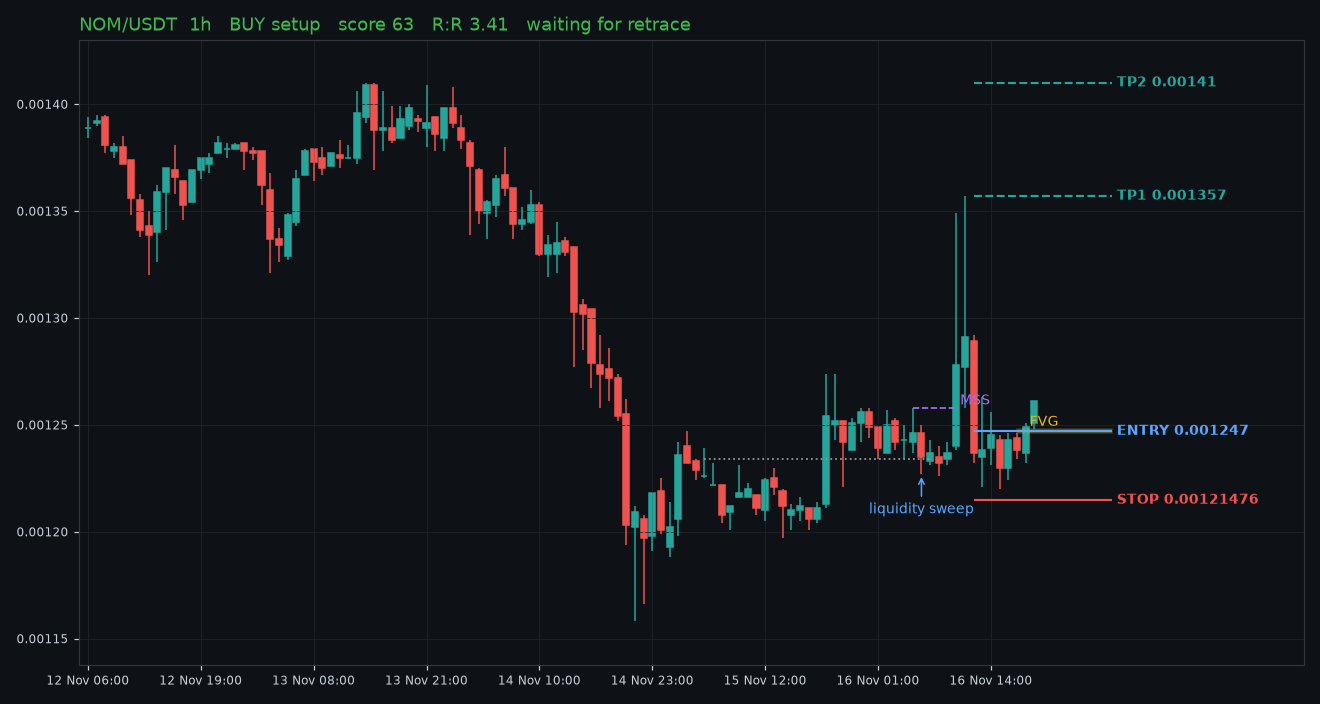 NOM/USDT 1h BUY setup score 63 R:R 3.41 waiting for retrace
TP2 0.00141
0.00140
TP1 0.001357
0.00135
0.00130
MSS
FVG
0.00125
ENTRY 0.001247
STOP 0.00121476
liquidity sweep
0.00120
0.00115
12 Nov 06:00 12 Nov 19:00 13 Nov 08:00 13 Nov 21:00 14 Nov 10:00 14 Nov 23:00 15 Nov 12:00 16 Nov 01:00 16 Nov 14:00